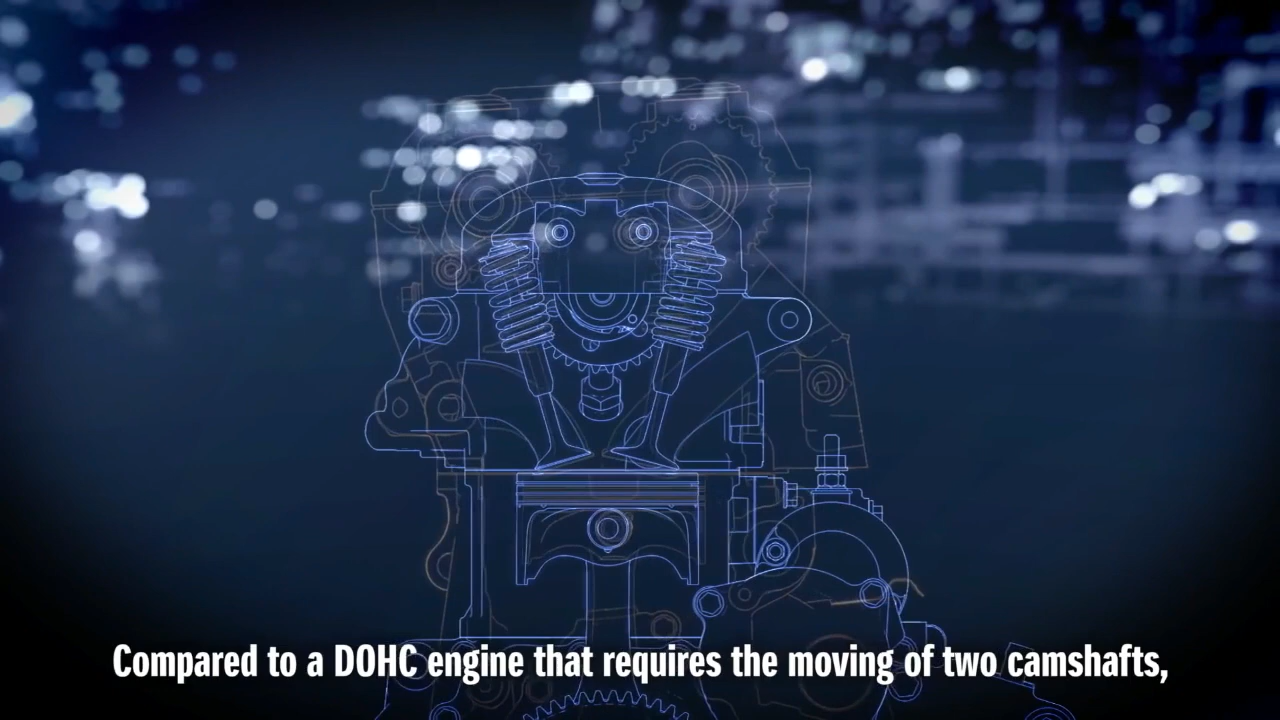 Compared to a DOHC engine that requires the moving of two camshafts,